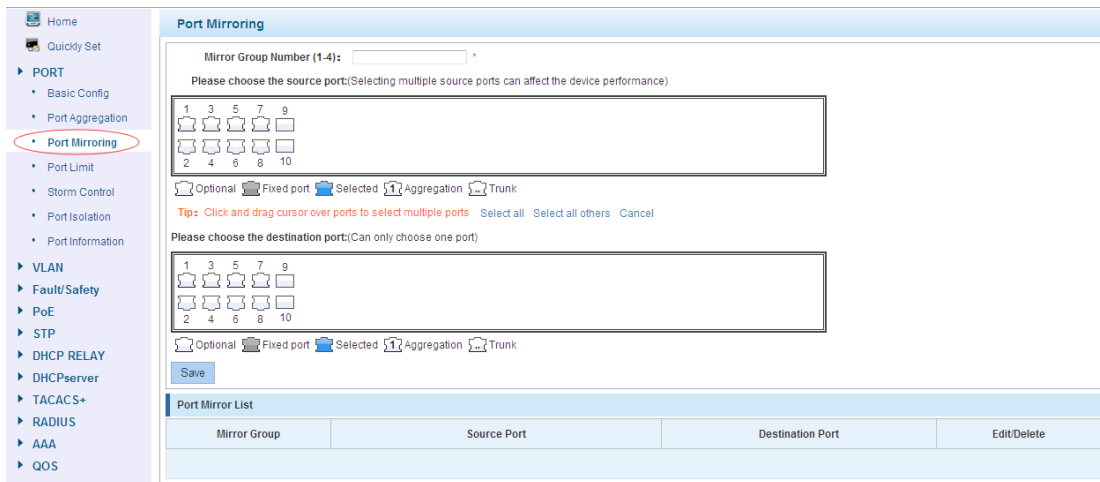 Home
Quickly Set
PORT
Basic Config
Port Aggregation
Port Mirroring
Port Limit
Storm Control
Port Isolation
Port Information
VLAN
Fault/Safety
PoE
STP
DHCP RELAY
DHCPserver
TACACS+
RADIUS
AAA
QOS
Port Mirroring
Mirror Group Number (1-4): *
Please choose the source port:(Selecting multiple source ports can affect the device performance)
1 3 5 7 9
2 4 6 8 10
Optional Fixed port Selected 1 Aggregation ... Trunk
Tip: Click and drag cursor over ports to select multiple ports Select all Select all others Cancel
Please choose the destination port:(Can only choose one port)
1 3 5 7 9
2 4 6 8 10
Optional Fixed port Selected 1 Aggregation ... Trunk
Save
Port Mirror List
Mirror Group Source Port Destination Port Edit/Delete